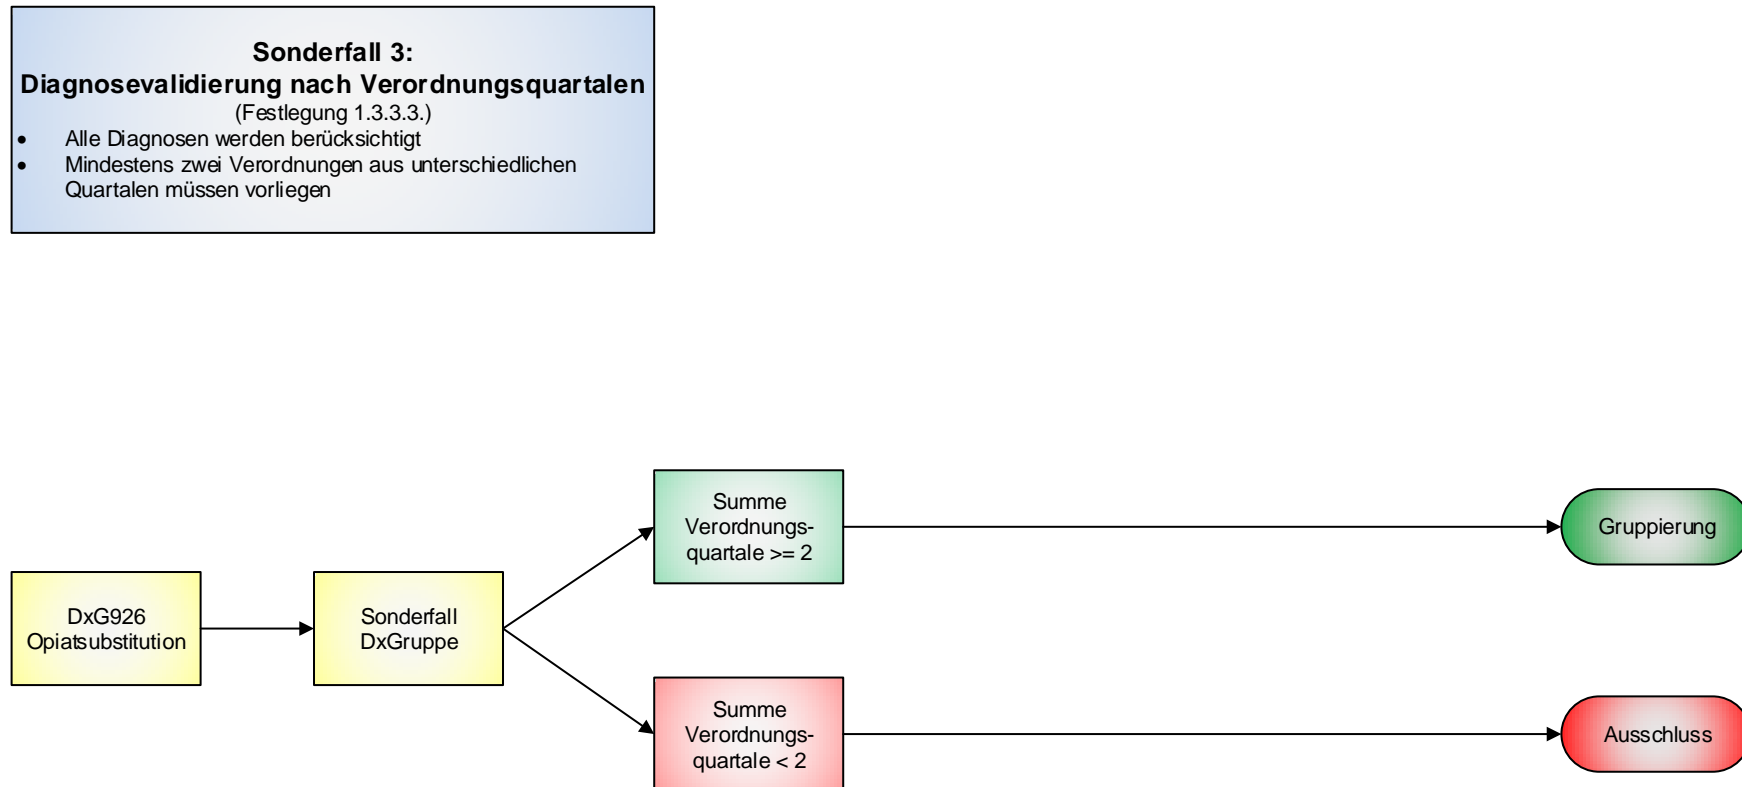 Sonderfall 3:
Diagnosevalidierung nach Verordnungsquartalen
(Festlegung 1.3.3.3.)
• Alle Diagnosen werden berücksichtigt
• Mindestens zwei Verordnungen aus unterschiedlichen
Quartalen müssen vorliegen
Summe
Verordnungs-
quartale >= 2
Gruppierung
DxG926
Opiatsubstitution
Sonderfall
DxGruppe
Summe
Verordnungs-
quartale < 2
Ausschluss